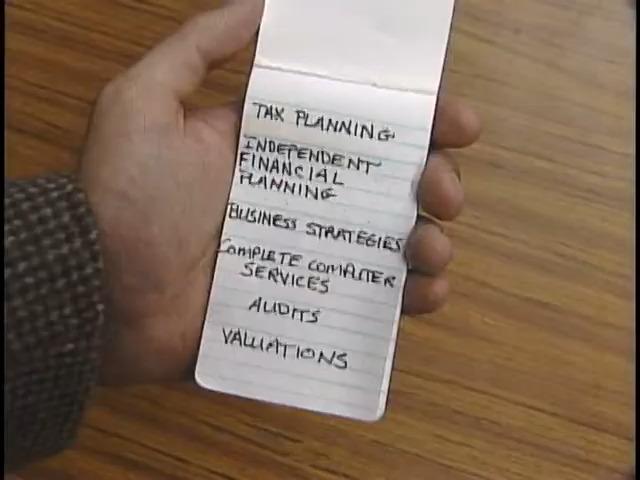 TAX PLANNING
INDEPENDENT
FINANCIAL
PLANNING
BUSINESS STRATEGIES
COMPLETE COMPUTER
SERVICES
AUDITS
VALUATIONS